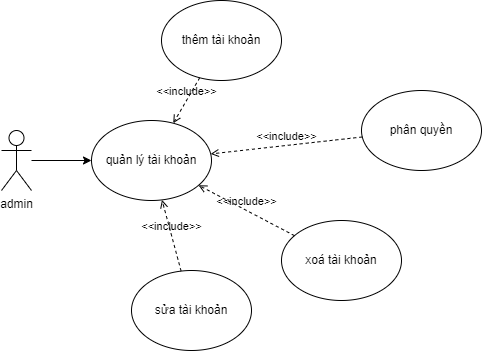 thêm tài khoản
<<include>>
phân quyền
<<include>>
quản lý tài khoản
admin
<<include>>
<<include>>
xoá tài khoản
sửa tài khoản